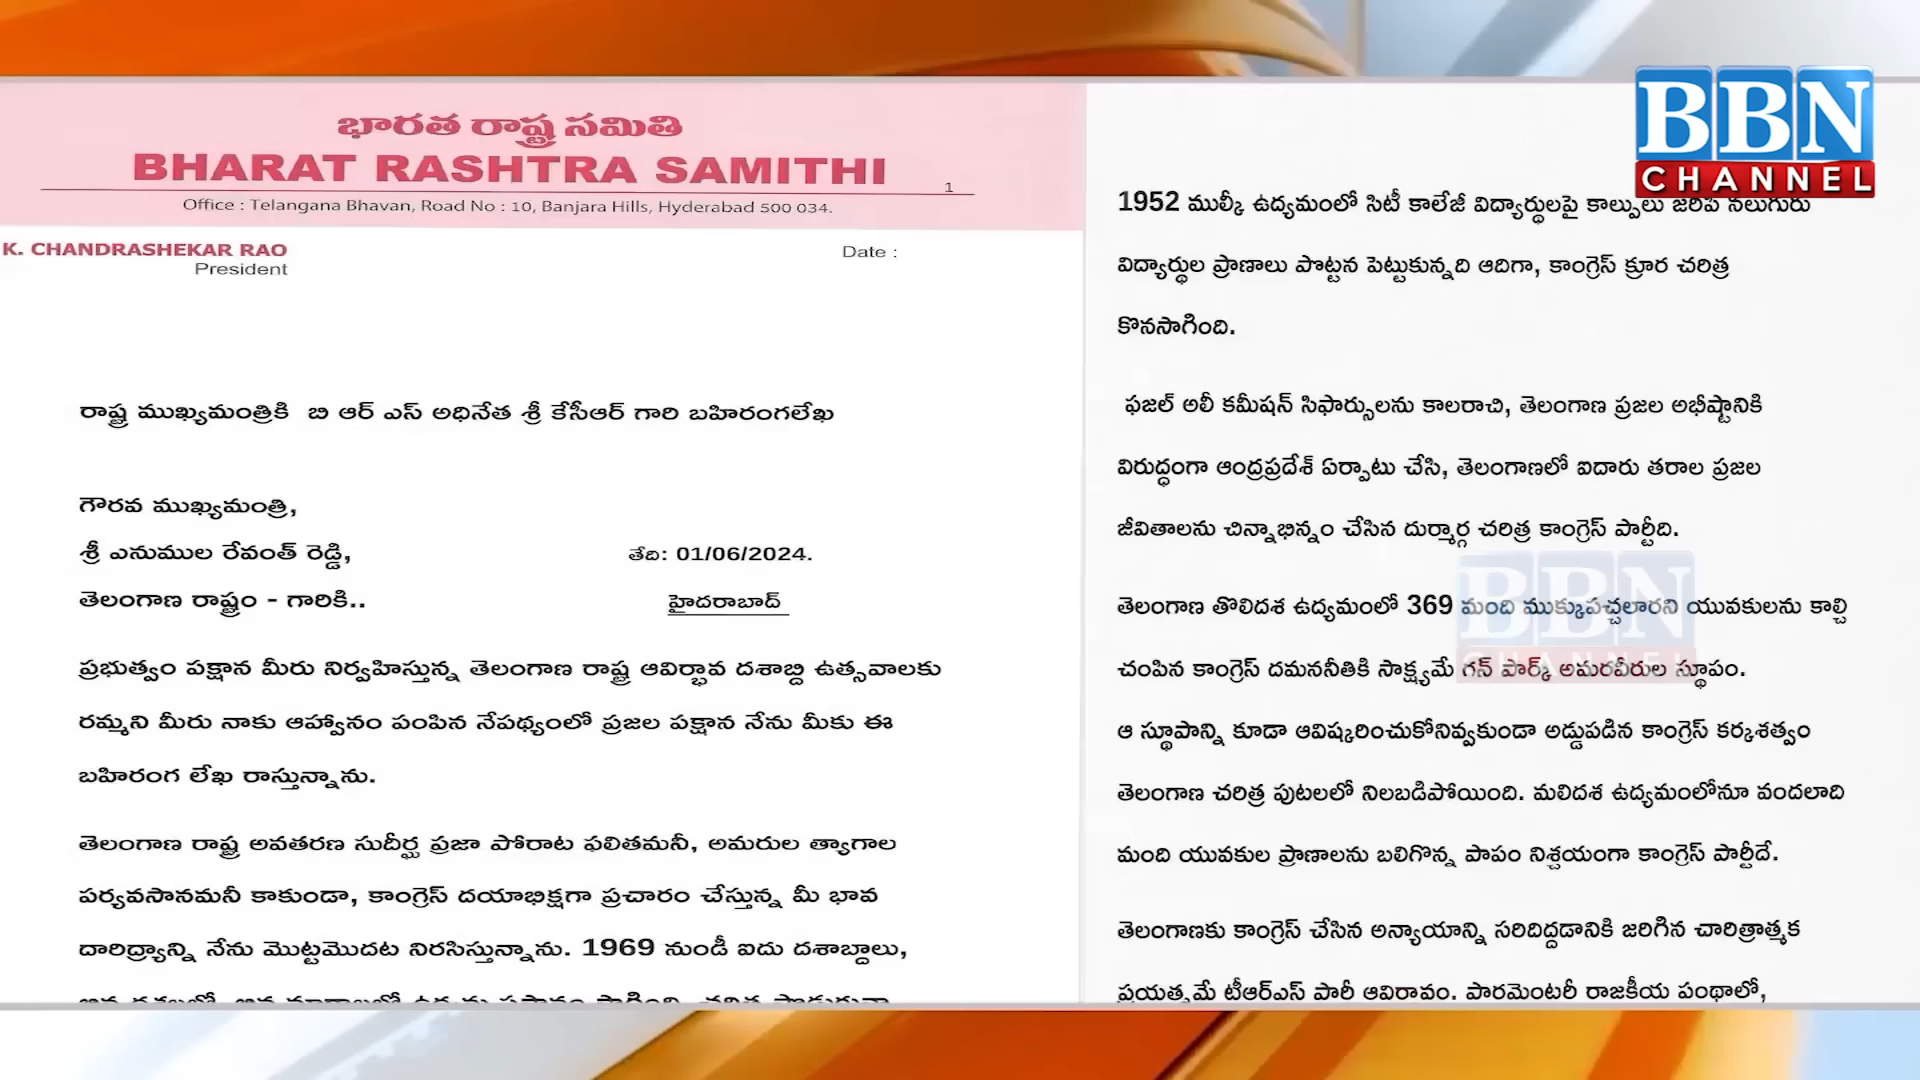 భారత రాష్ట్ర సమితి
BHARAT RASHTRA SAMITHI
1
Office : Telangana Bhavan, Road No : 10, Banjara Hills, Hyderabad 500 034.
K. CHANDRASHEKAR RAO
President
Date :
రాష్ట్ర ముఖ్యమంత్రికి బి ఆర్ ఎస్ అధినేత శ్రీ కేసీఆర్ గారి బహిరంగలేఖ
గౌరవ ముఖ్యమంత్రి,
శ్రీ ఎనుముల రేవంత్ రెడ్డి,
తేది: 01/06/2024.
తెలంగాణ రాష్ట్రం - గారికి..
హైదరాబాద్
ప్రభుత్వం పక్షాన మీరు నిర్వహిస్తున్న తెలంగాణ రాష్ట్ర ఆవిర్భావ దశాబ్ది ఉత్సవాలకు
రమ్మని మీరు నాకు ఆహ్వానం పంపిన నేపథ్యంలో ప్రజల పక్షాన నేను మీకు ఈ
బహిరంగ లేఖ రాస్తున్నాను.
తెలంగాణ రాష్ట్ర అవతరణ సుదీర్ఘ ప్రజా పోరాట ఫలితమనీ, అమరుల త్యాగాల
పర్యవసానమనీ కాకుండా, కాంగ్రెస్ దయాభిక్షగా ప్రచారం చేస్తున్న మీ భావ
దారిద్ర్యాన్ని నేను మొట్టమొదట నిరసిస్తున్నాను. 1969 నుండీ ఐదు దశాబ్దాలు,
BBN
CHANNEL
1952 ముల్కీ ఉద్యమంలో సిటీ కాలేజీ విద్యార్థులపై కాల్పులు జరిపి నలుగురు
విద్యార్థుల ప్రాణాలు పొట్టన పెట్టుకున్నది ఆదిగా, కాంగ్రెస్ క్రూర చరిత్ర
కొనసాగింది.
ఫజల్ అలీ కమీషన్ సిఫార్సులను కాలరాచి, తెలంగాణ ప్రజల అభీష్టానికి
విరుద్ధంగా ఆంధ్రప్రదేశ్ ఏర్పాటు చేసి, తెలంగాణలో ఐదారు తరాల ప్రజల
జీవితాలను చిన్నాభిన్నం చేసిన దుర్మార్గ చరిత్ర కాంగ్రెస్ పార్టీది.
తెలంగాణ తొలిదశ ఉద్యమంలో 369 మంది ముక్కుపచ్చలారని యువకులను కాల్చి
చంపిన కాంగ్రెస్ దమననీతికి సాక్ష్యమే గన్ పార్క్ అమరవీరుల స్థూపం.
BBN
CHANNEL
ఆ స్థూపాన్ని కూడా ఆవిష్కరించుకోనివ్వకుండా అడ్డుపడిన కాంగ్రెస్ కర్కశత్వం
తెలంగాణ చరిత్ర పుటలలో నిలబడిపోయింది. మలిదశ ఉద్యమంలోనూ వందలాది
మంది యువకుల ప్రాణాలను బలిగొన్న పాపం నిశ్చయంగా కాంగ్రెస్ పార్టీదే.
తెలంగాణకు కాంగ్రెస్ చేసిన అన్యాయాన్ని సరిదిద్దడానికి జరిగిన చారిత్రాత్మక
ప్రయత్నమే టీఆర్ఎస్ పార్టీ ఆవిర్భావం. పార్లమెంటరీ రాజకీయ పంథాలో,